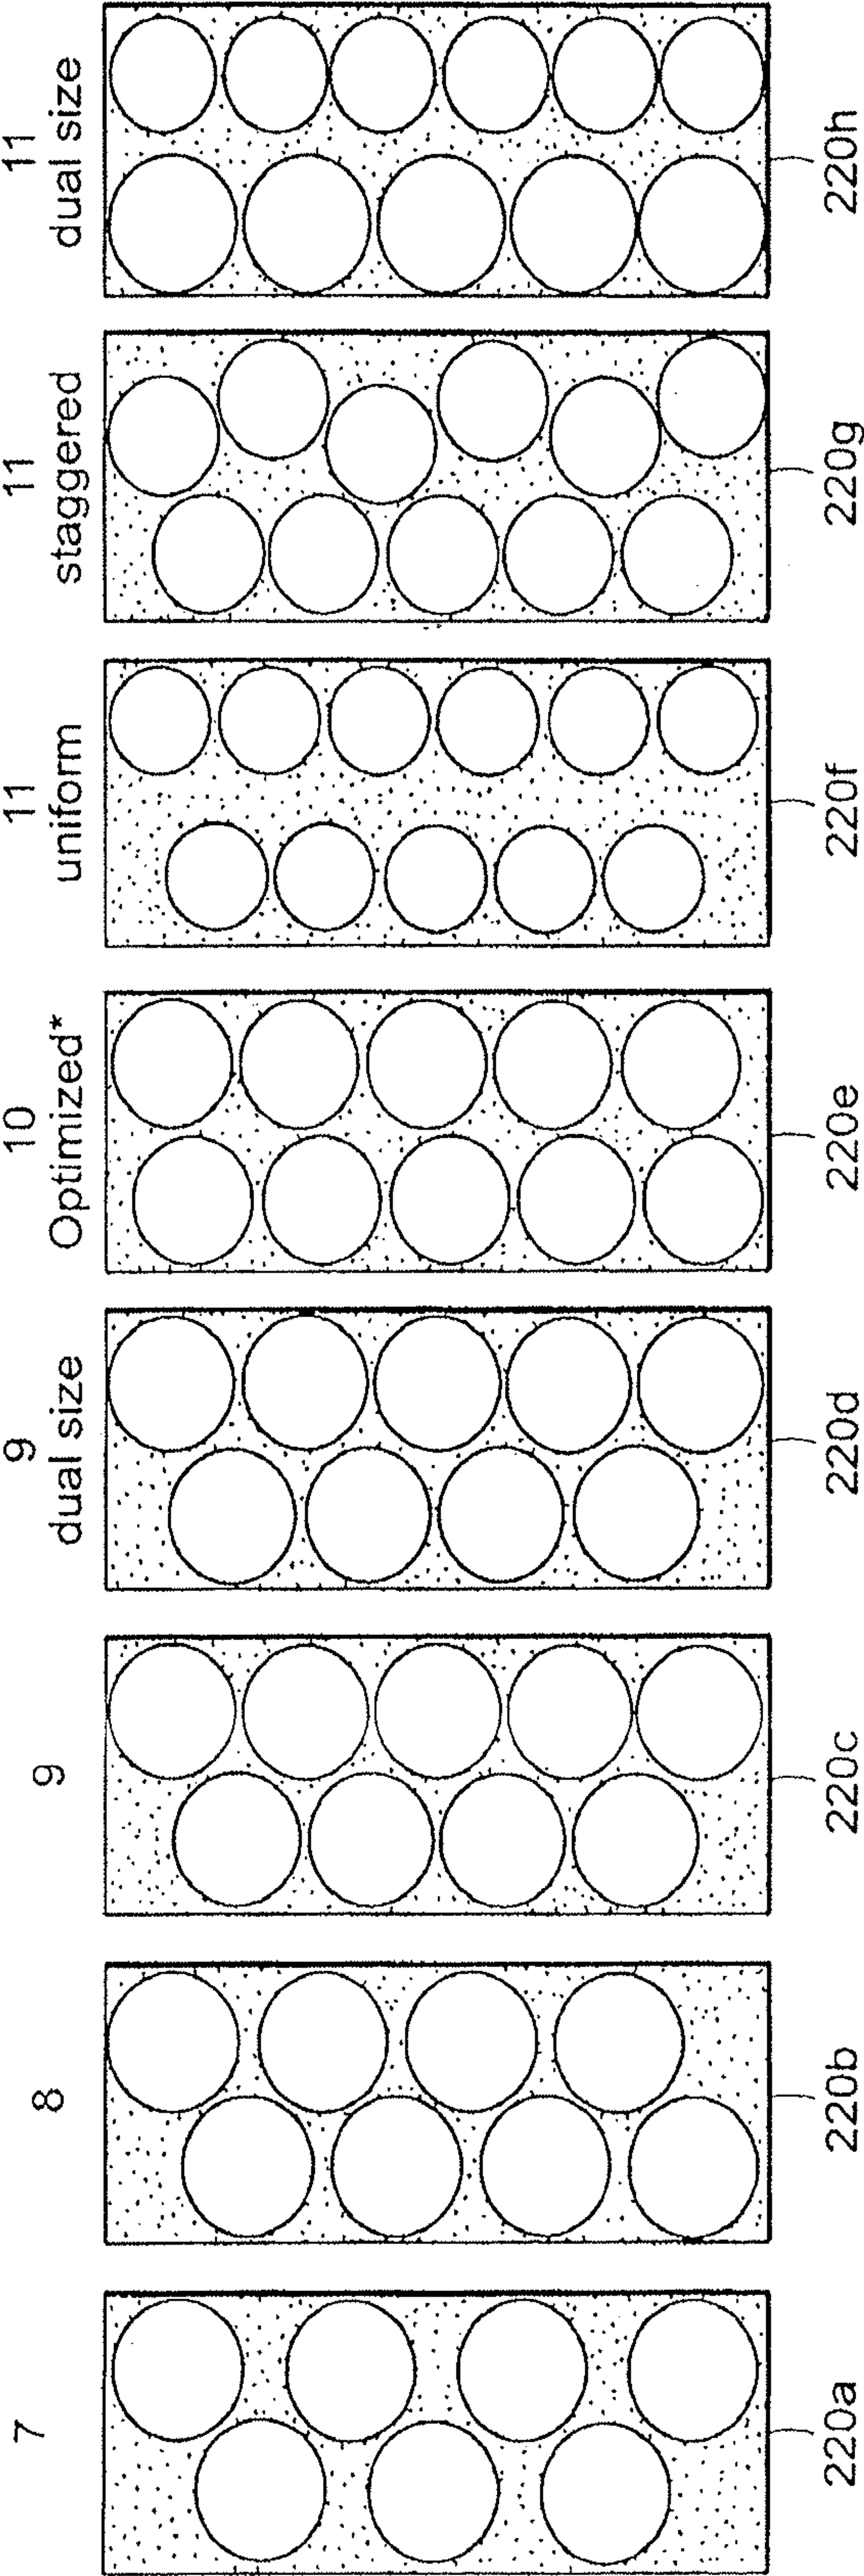 7
8
9
9
dual size
10
Optimized*
11
uniform
11
staggered
11
dual size
220a
220b
220c
220d
220e
220f
220g
220h